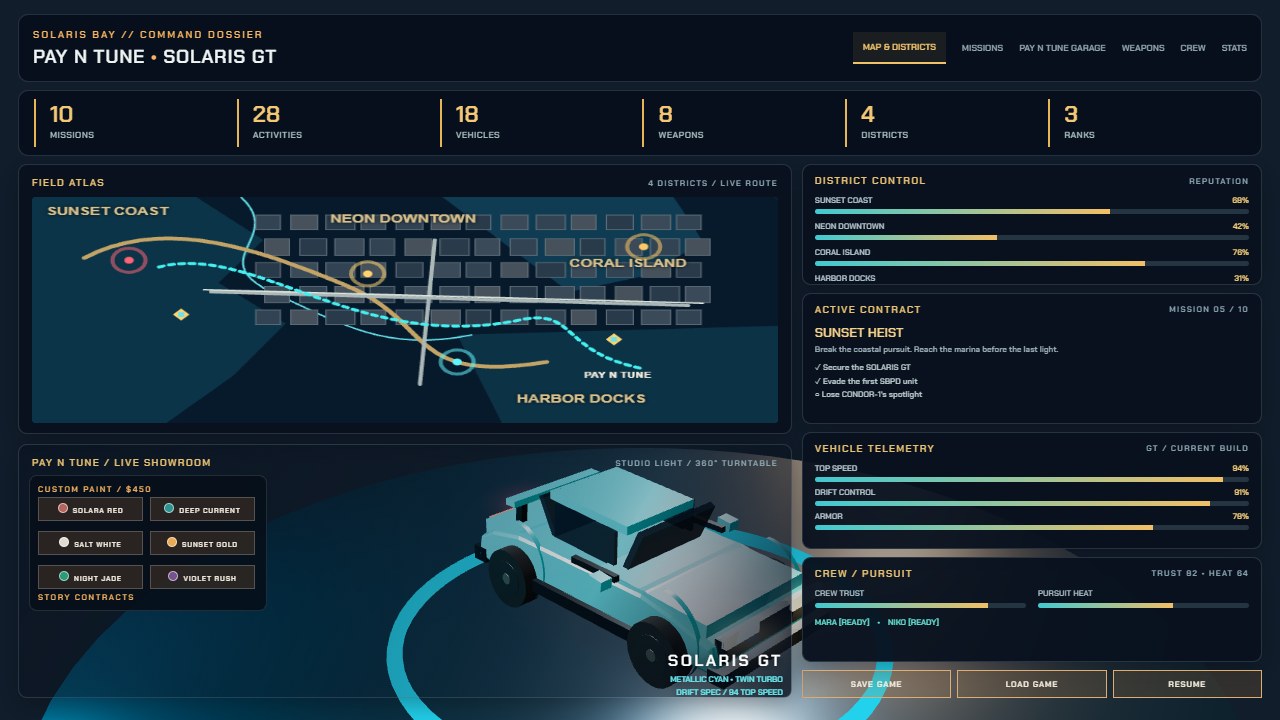 SOLARIS BAY // COMMAND DOSSIER
PAY N TUNE • SOLARIS GT
MAP & DISTRICTS
MISSIONS
PAY N TUNE GARAGE
WEAPONS
CREW
STATS
10
MISSIONS
28
ACTIVITIES
18
VEHICLES
8
WEAPONS
4
DISTRICTS
3
RANKS
FIELD ATLAS
4 DISTRICTS / LIVE ROUTE
SUNSET COAST
NEON DOWNTOWN
CORAL ISLAND
PAY N TUNE
HARBOR DOCKS
DISTRICT CONTROL
REPUTATION
SUNSET COAST 68%
NEON DOWNTOWN 42%
CORAL ISLAND 76%
HARBOR DOCKS 31%
ACTIVE CONTRACT
MISSION 05 / 10
SUNSET HEIST
Break the coastal pursuit. Reach the marina before the last light.
✓ Secure the SOLARIS GT
✓ Evade the first SBPD unit
¤ Lose CONDOR-1's spotlight
PAY N TUNE / LIVE SHOWROOM
STUDIO LIGHT / 360° TURNTABLE
CUSTOM PAINT / $450
SOLARA RED
DEEP CURRENT
SALT WHITE
SUNSET GOLD
NIGHT JADE
VIOLET RUSH
STORY CONTRACTS
SOLARIS GT
METALLIC CYAN • TWIN TURBO
DRIFT SPEC / 94 TOP SPEED
VEHICLE TELEMETRY
GT / CURRENT BUILD
TOP SPEED 94%
DRIFT CONTROL 91%
ARMOR 78%
CREW / PURSUIT
TRUST 82 • HEAT 64
CREW TRUST
PURSUIT HEAT
MARA [READY] • NIKO [READY]
SAVE GAME
LOAD GAME
RESUME